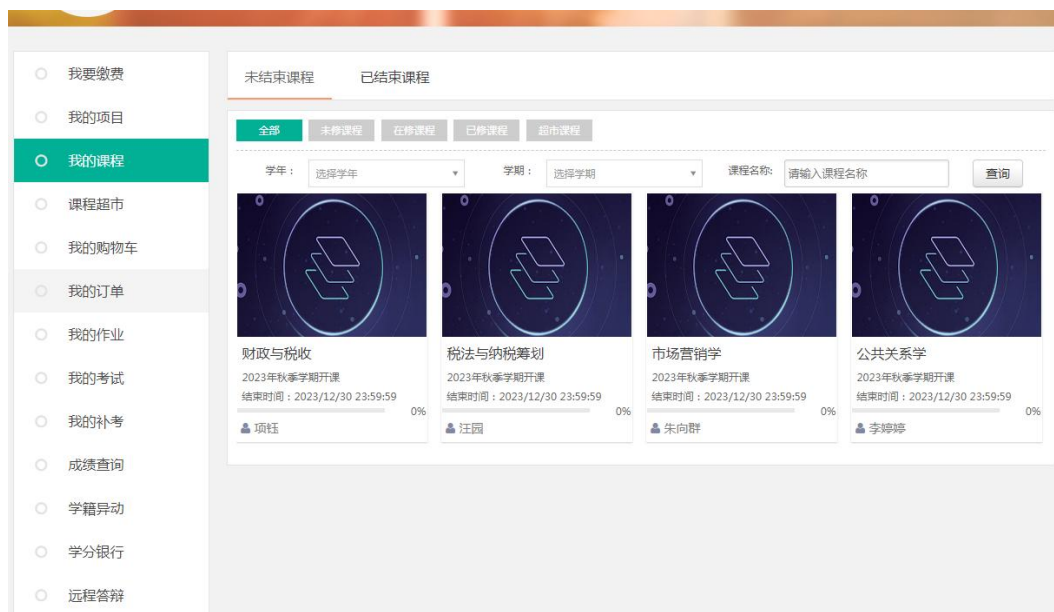 我要缴费
我的项目
我的课程
课程超市
我的购物车
我的订单
我的作业
我的考试
我的补考
成绩查询
学籍异动
学分银行
远程答辩
未结束课程 已结束课程
全部 未修课程 在修课程 已修课程 超市课程
学年： 选择学年 学期： 选择学期 课程名称: 请输入课程名称 查询
财政与税收
2023年秋季学期开课
结束时间：2023/12/30 23:59:59
0%
项钰
税法与纳税筹划
2023年秋季学期开课
结束时间：2023/12/30 23:59:59
0%
汪园
市场营销学
2023年秋季学期开课
结束时间：2023/12/30 23:59:59
0%
朱向群
公共关系学
2023年秋季学期开课
结束时间：2023/12/30 23:59:59
0%
李婷婷